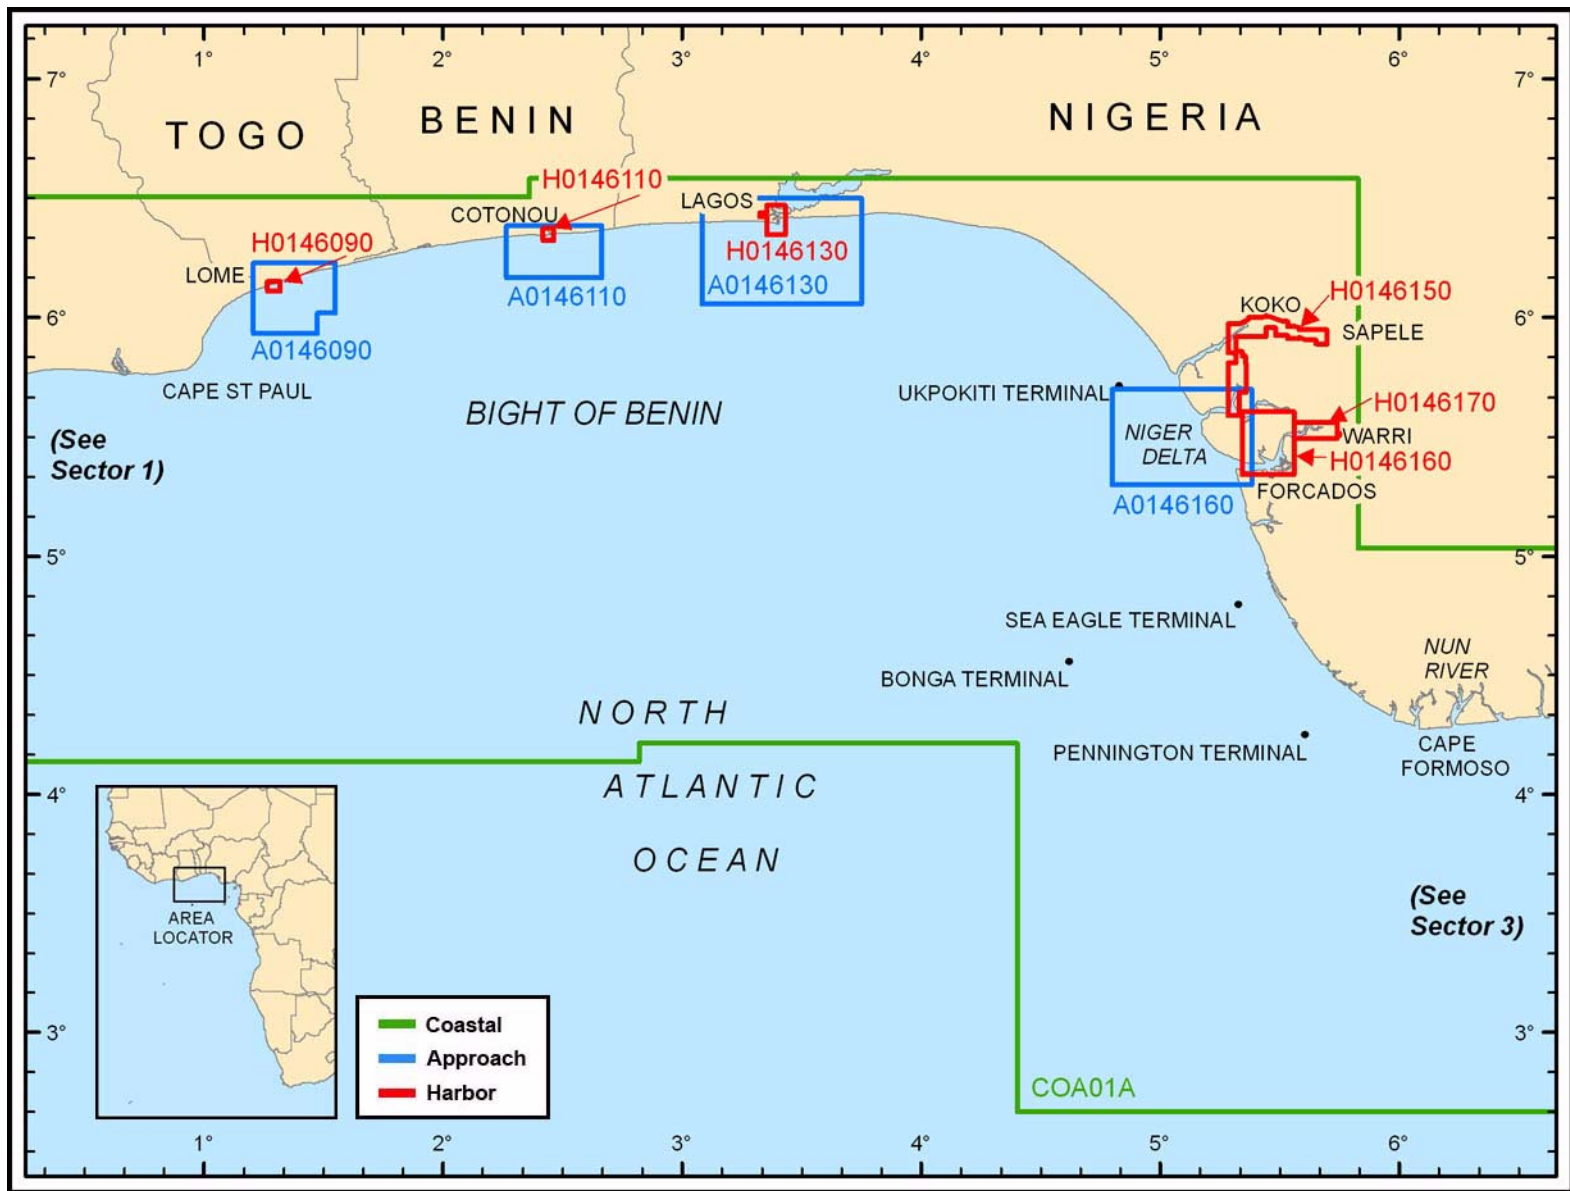 1°
2°
3°
4°
5°
6°
7°
7°
TOGO
BENIN
NIGERIA
H0146110
LAGOS
COTONOU
H0146090
H0146130
LOME
A0146130
A0146110
H0146150
KOKO
6°
6°
SAPELE
A0146090
CAPE ST PAUL
UKPOKITI TERMINAL
H0146170
BIGHT OF BENIN
(See
Sector 1)
NIGER
DELTA
WARRI
H0146160
FORCADOS
A0146160
5°
5°
SEA EAGLE TERMINAL
NUN
RIVER
BONGA TERMINAL
NORTH
CAPE
FORMOSO
PENNINGTON TERMINAL
ATLANTIC
4°
4°
OCEAN
(See
Sector 3)
AREA
LOCATOR
Coastal
Approach
Harbor
3°
3°
COA01A
1°
2°
3°
4°
5°
6°